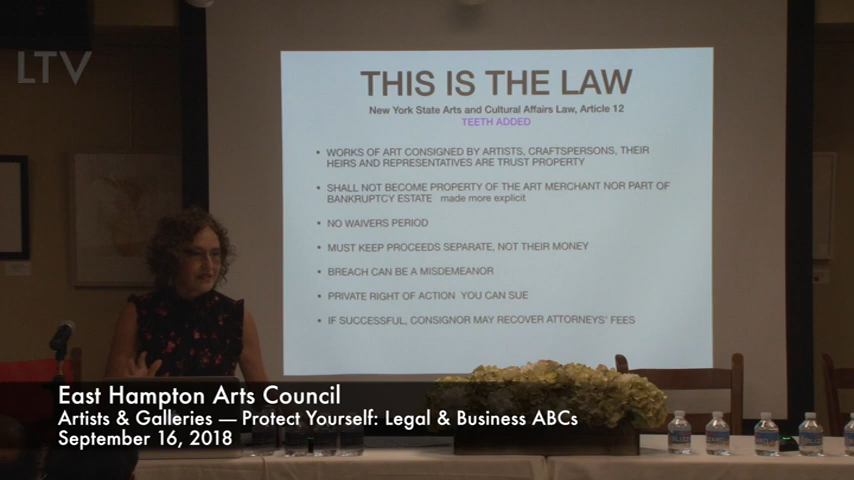 LTV
THIS IS THE LAW
New York State Arts and Cultural Affairs Law, Article 12
TEETH ADDED
• WORKS OF ART CONSIGNED BY ARTISTS, CRAFTSPERSONS, THEIR
HEIRS AND REPRESENTATIVES ARE TRUST PROPERTY
• SHALL NOT BECOME PROPERTY OF THE ART MERCHANT NOR PART OF
BANKRUPTCY ESTATE made more explicit
• NO WAIVERS PERIOD
• MUST KEEP PROCEEDS SEPARATE, NOT THEIR MONEY
• BREACH CAN BE A MISDEMEANOR
• PRIVATE RIGHT OF ACTION YOU CAN SUE
• IF SUCCESSFUL, CONSIGNOR MAY RECOVER ATTORNEYS' FEES
East Hampton Arts Council
Artists & Galleries — Protect Yourself: Legal & Business ABCs
September 16, 2018